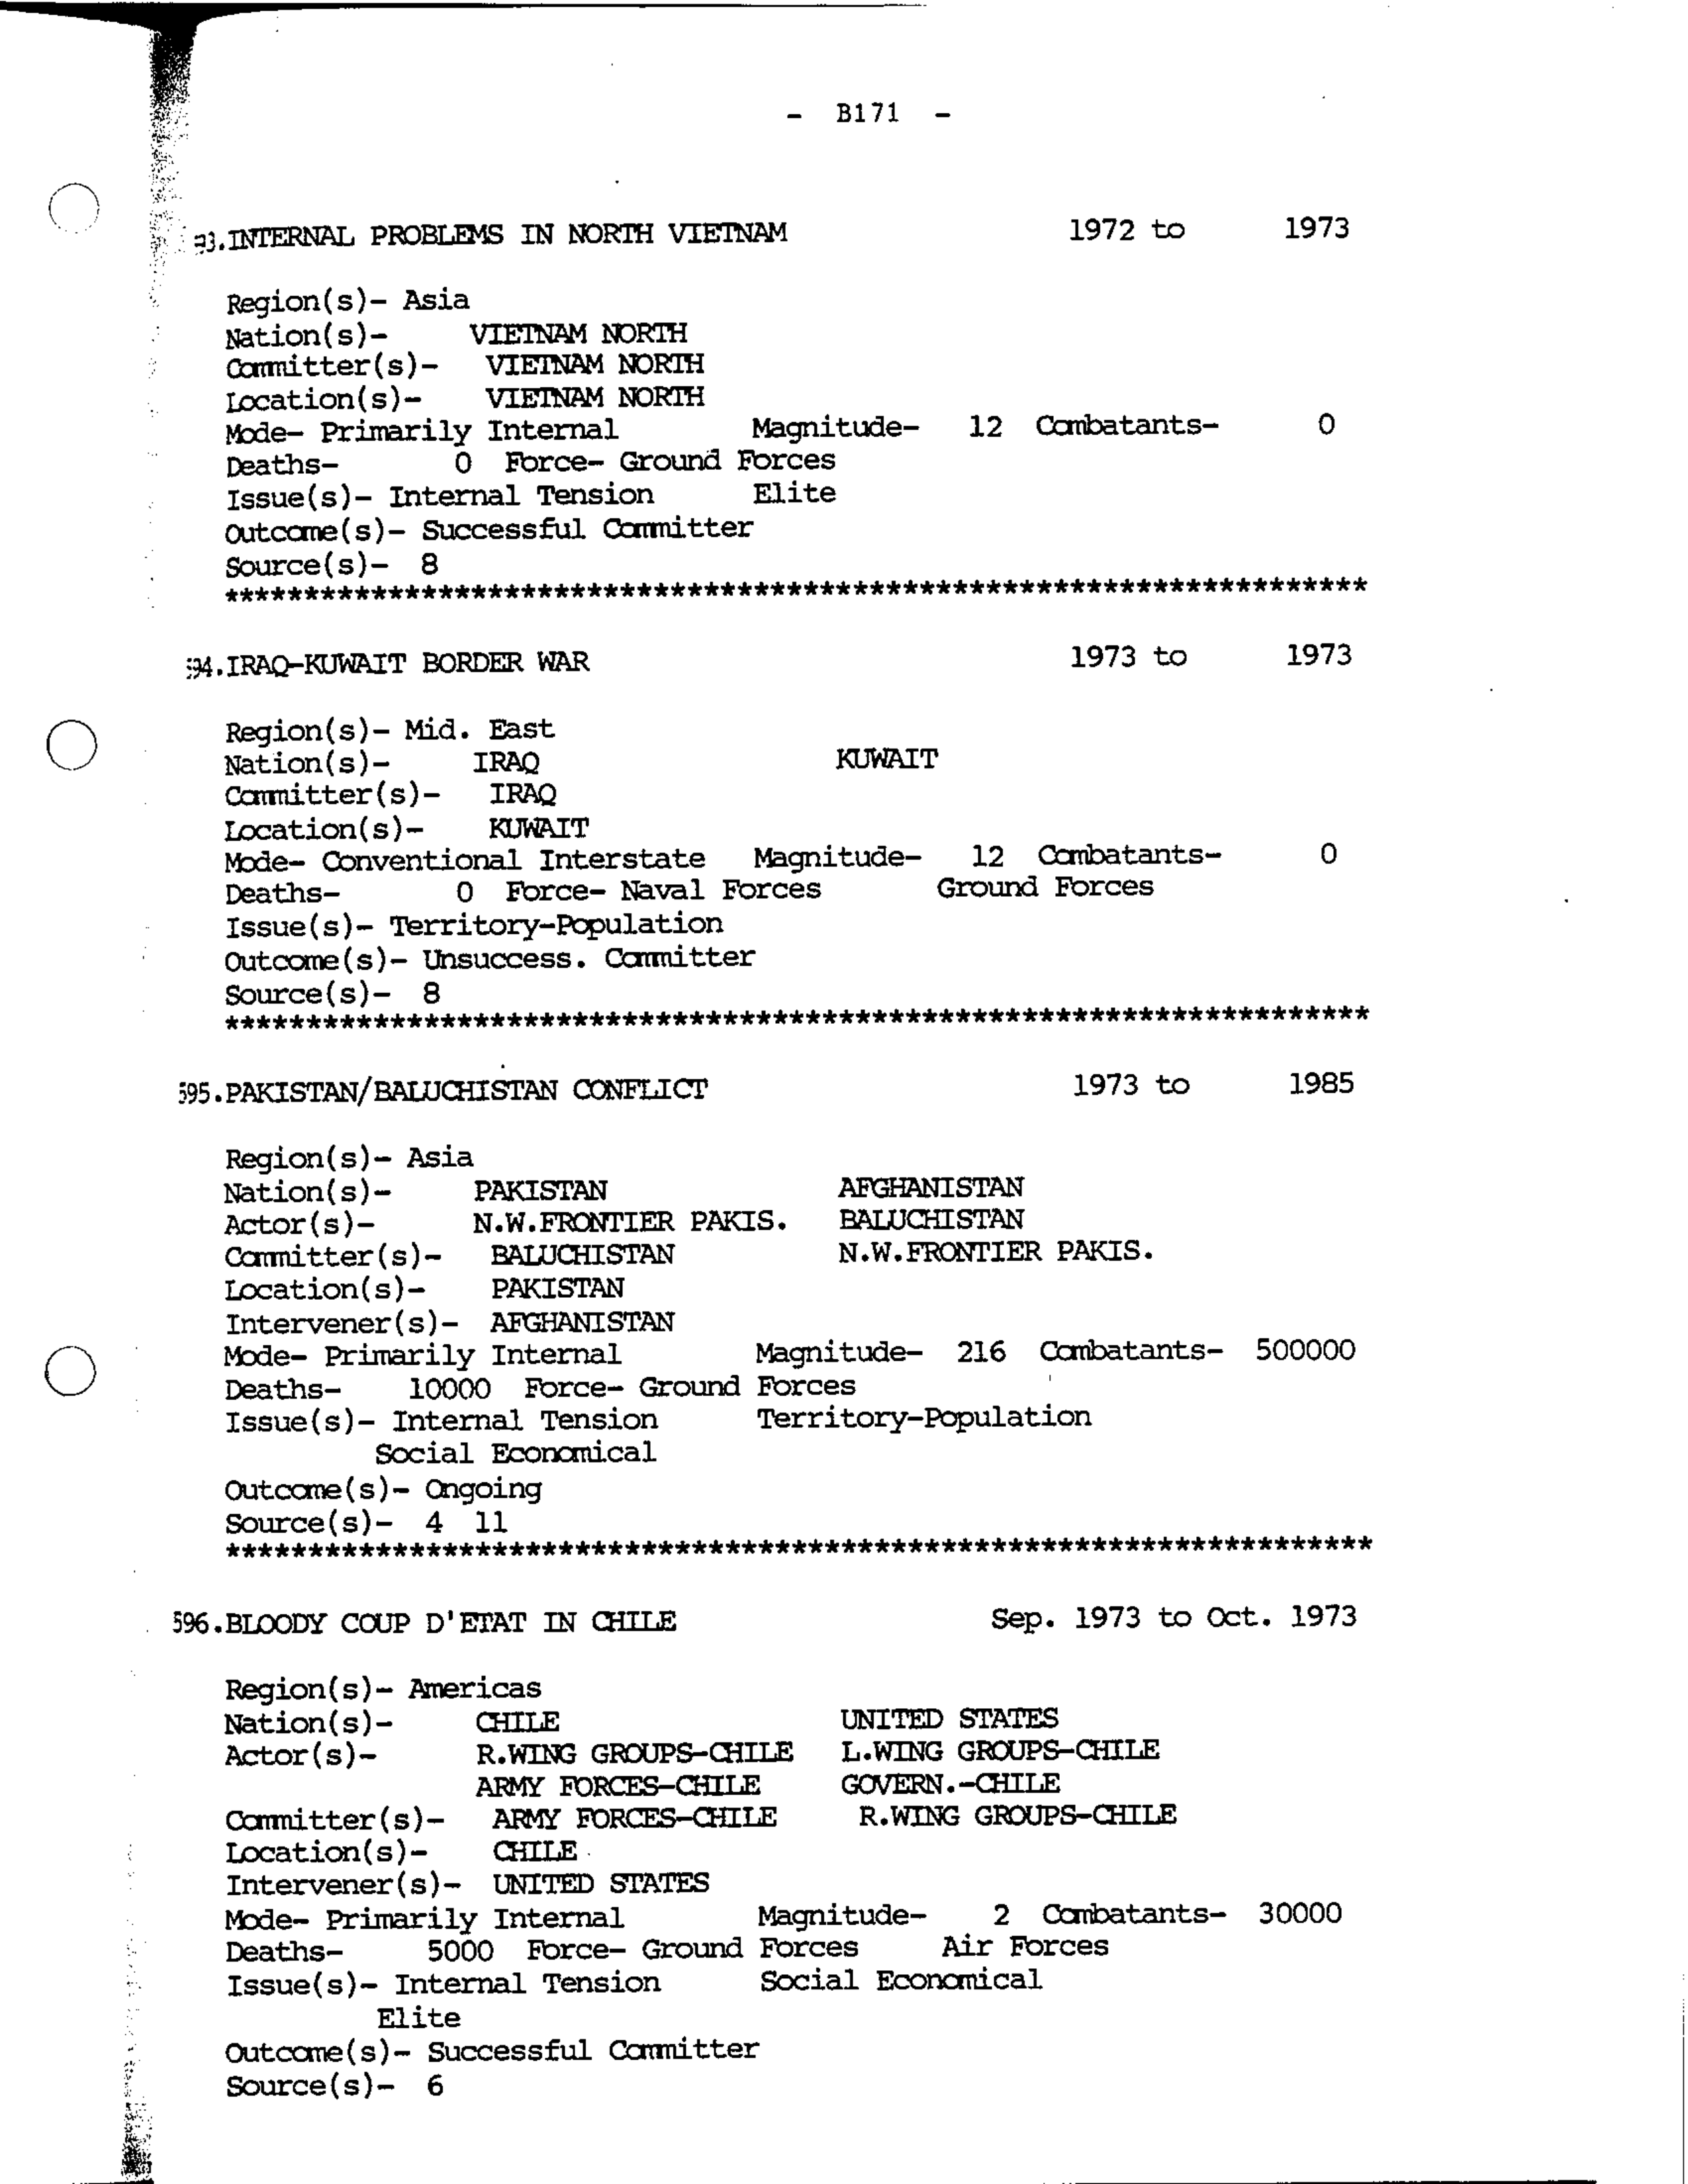 - B171 -
93.INTERNAL PROBLEMS IN NORTH VIETNAM 1972 to 1973
Region(s)- Asia
Nation(s)- VIETNAM NORTH
Committer(s)- VIETNAM NORTH
Location(s)- VIETNAM NORTH
Mode- Primarily Internal Magnitude- 12 Combatants- 0
Deaths- 0 Force- Ground Forces
Issue(s)- Internal Tension Elite
Outcome(s)- Successful Committer
Source(s)- 8
*********************************************************************
594.IRAQ-KUWAIT BORDER WAR 1973 to 1973
Region(s)- Mid. East
Nation(s)- IRAQ KUWAIT
Committer(s)- IRAQ
Location(s)- KUWAIT
Mode- Conventional Interstate Magnitude- 12 Combatants- 0
Deaths- 0 Force- Naval Forces Ground Forces
Issue(s)- Territory-Population
Outcome(s)- Unsuccess. Committer
Source(s)- 8
*********************************************************************
595.PAKISTAN/BALUCHISTAN CONFLICT 1973 to 1985
Region(s)- Asia
Nation(s)- PAKISTAN AFGHANISTAN
Actor(s)- N.W.FRONTIER PAKIS. BALUCHISTAN
Committer(s)- BALUCHISTAN N.W.FRONTIER PAKIS.
Location(s)- PAKISTAN
Intervener(s)- AFGHANISTAN
Mode- Primarily Internal Magnitude- 216 Combatants- 500000
Deaths- 10000 Force- Ground Forces
Issue(s)- Internal Tension Territory-Population
Social Economical
Outcome(s)- Ongoing
Source(s)- 4 11
*********************************************************************
596.BLOODY COUP D'ETAT IN CHILE Sep. 1973 to Oct. 1973
Region(s)- Americas
Nation(s)- CHILE UNITED STATES
Actor(s)- R.WING GROUPS-CHILE L.WING GROUPS-CHILE
ARMY FORCES-CHILE GOVERN.-CHILE
Committer(s)- ARMY FORCES-CHILE R.WING GROUPS-CHILE
Location(s)- CHILE
Intervener(s)- UNITED STATES
Mode- Primarily Internal Magnitude- 2 Combatants- 30000
Deaths- 5000 Force- Ground Forces Air Forces
Issue(s)- Internal Tension Social Economical
Elite
Outcome(s)- Successful Committer
Source(s)- 6